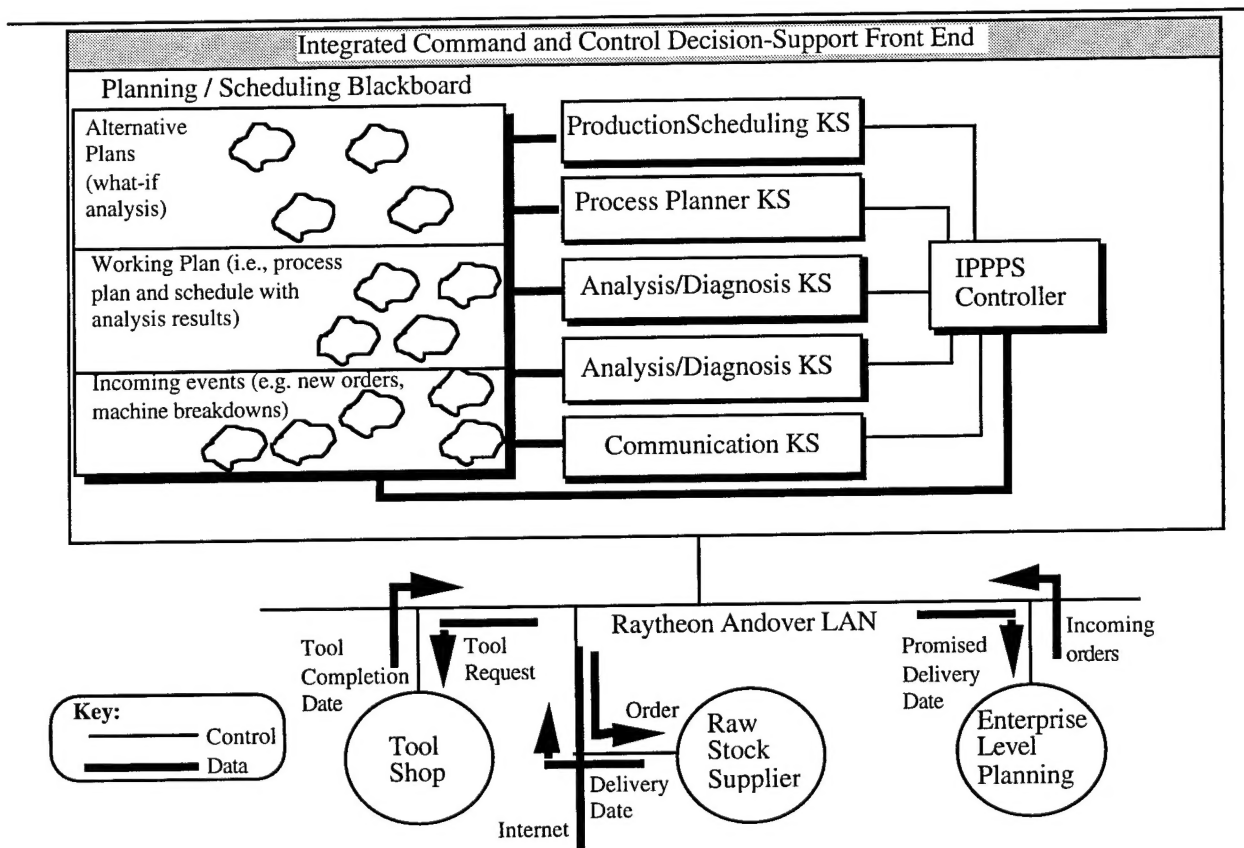 Integrated Command and Control Decision-Support Front End
Planning / Scheduling Blackboard
Alternative
Plans
(what-if
analysis)
Working Plan (i.e., process
plan and schedule with
analysis results)
Incoming events (e.g. new orders,
machine breakdowns)
ProductionScheduling KS
Process Planner KS
Analysis/Diagnosis KS
Analysis/Diagnosis KS
Communication KS
IPPPS
Controller
Raytheon Andover LAN
Tool
Completion
Date
Tool
Request
Tool
Shop
Order
Raw
Stock
Supplier
Delivery
Date
Internet
Promised
Delivery
Date
Incoming
orders
Enterprise
Level
Planning
Key:
Control
Data